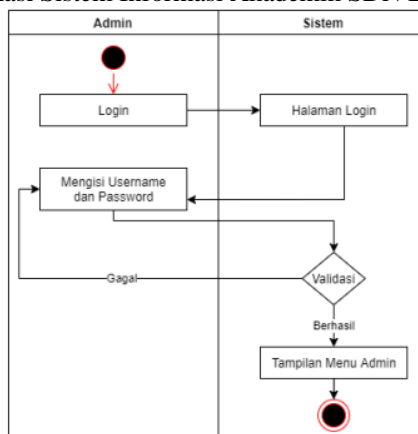 Admin
Sistem
Login
Halaman Login
Mengisi Username
dan Password
Gagal
Validasi
Berhasil
Tampilan Menu Admin